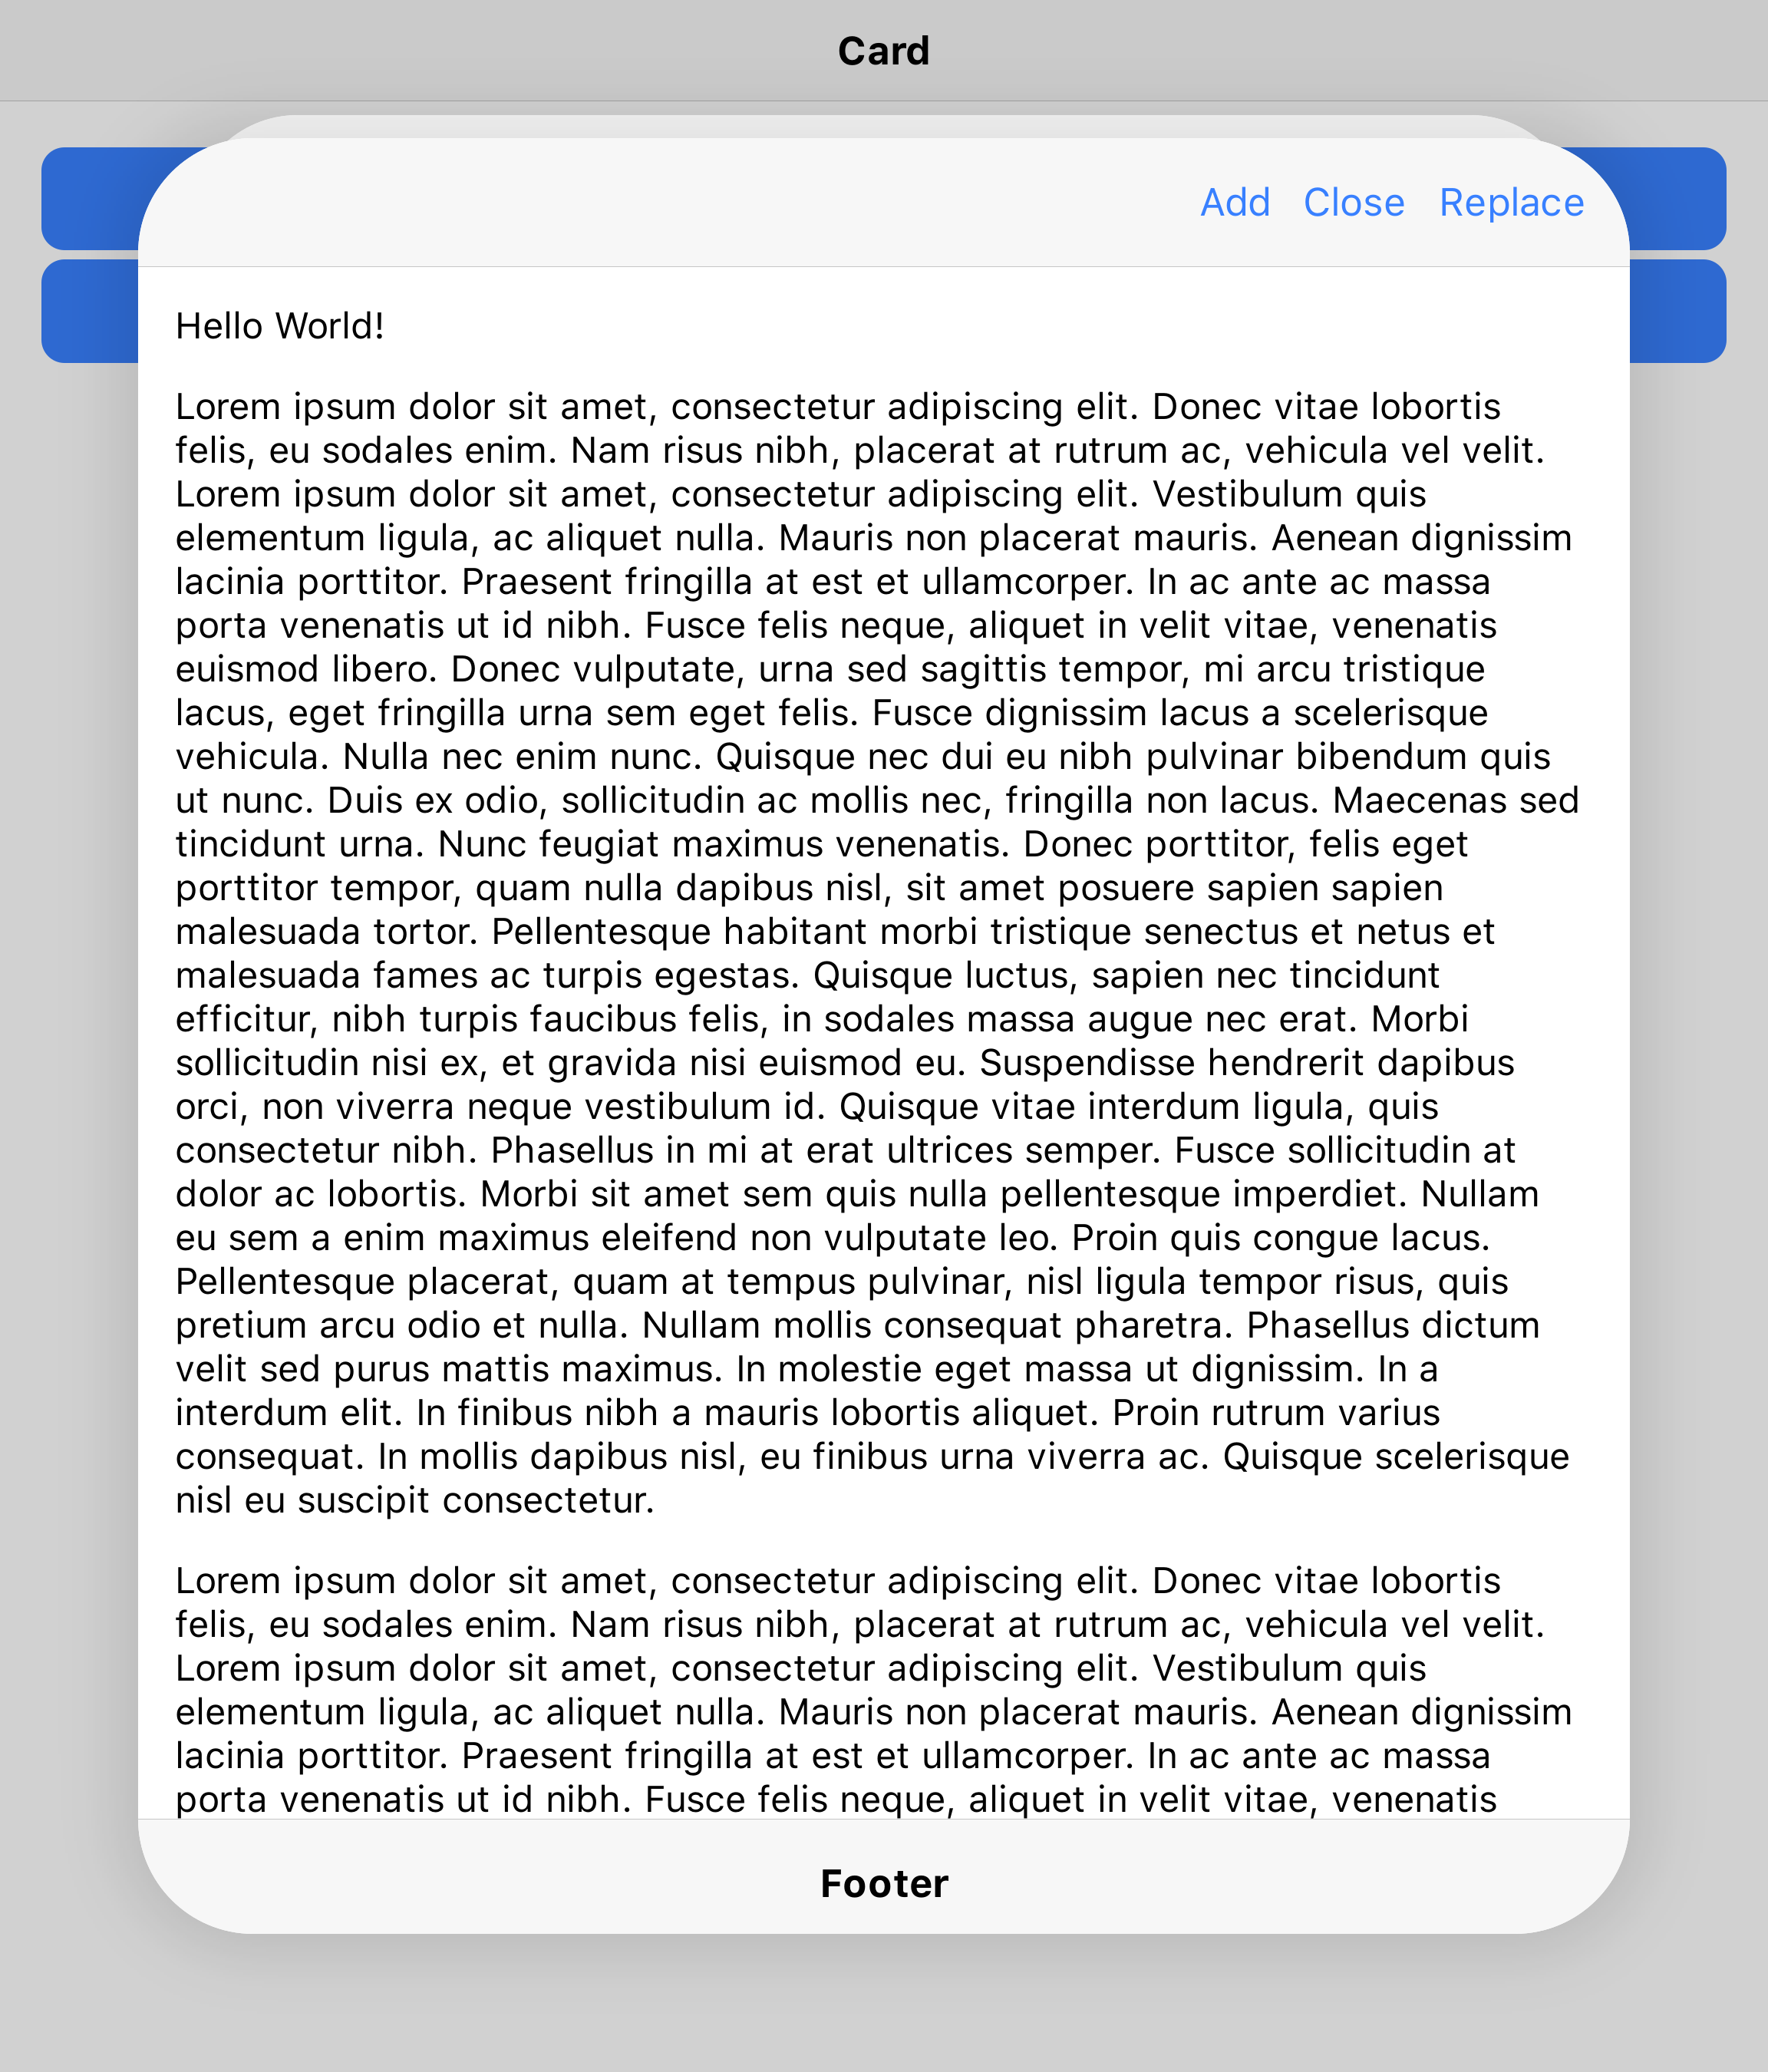 Card
Add Close Replace
Hello World!
Lorem ipsum dolor sit amet, consectetur adipiscing elit. Donec vitae lobortis
felis, eu sodales enim. Nam risus nibh, placerat at rutrum ac, vehicula vel velit.
Lorem ipsum dolor sit amet, consectetur adipiscing elit. Vestibulum quis
elementum ligula, ac aliquet nulla. Mauris non placerat mauris. Aenean dignissim
lacinia porttitor. Praesent fringilla at est et ullamcorper. In ac ante ac massa
porta venenatis ut id nibh. Fusce felis neque, aliquet in velit vitae, venenatis
euismod libero. Donec vulputate, urna sed sagittis tempor, mi arcu tristique
lacus, eget fringilla urna sem eget felis. Fusce dignissim lacus a scelerisque
vehicula. Nulla nec enim nunc. Quisque nec dui eu nibh pulvinar bibendum quis
ut nunc. Duis ex odio, sollicitudin ac mollis nec, fringilla non lacus. Maecenas sed
tincidunt urna. Nunc feugiat maximus venenatis. Donec porttitor, felis eget
porttitor tempor, quam nulla dapibus nisl, sit amet posuere sapien sapien
malesuada tortor. Pellentesque habitant morbi tristique senectus et netus et
malesuada fames ac turpis egestas. Quisque luctus, sapien nec tincidunt
efficitur, nibh turpis faucibus felis, in sodales massa augue nec erat. Morbi
sollicitudin nisi ex, et gravida nisi euismod eu. Suspendisse hendrerit dapibus
orci, non viverra neque vestibulum id. Quisque vitae interdum ligula, quis
consectetur nibh. Phasellus in mi at erat ultrices semper. Fusce sollicitudin at
dolor ac lobortis. Morbi sit amet sem quis nulla pellentesque imperdiet. Nullam
eu sem a enim maximus eleifend non vulputate leo. Proin quis congue lacus.
Pellentesque placerat, quam at tempus pulvinar, nisl ligula tempor risus, quis
pretium arcu odio et nulla. Nullam mollis consequat pharetra. Phasellus dictum
velit sed purus mattis maximus. In molestie eget massa ut dignissim. In a
interdum elit. In finibus nibh a mauris lobortis aliquet. Proin rutrum varius
consequat. In mollis dapibus nisl, eu finibus urna viverra ac. Quisque scelerisque
nisl eu suscipit consectetur.
Lorem ipsum dolor sit amet, consectetur adipiscing elit. Donec vitae lobortis
felis, eu sodales enim. Nam risus nibh, placerat at rutrum ac, vehicula vel velit.
Lorem ipsum dolor sit amet, consectetur adipiscing elit. Vestibulum quis
elementum ligula, ac aliquet nulla. Mauris non placerat mauris. Aenean dignissim
lacinia porttitor. Praesent fringilla at est et ullamcorper. In ac ante ac massa
porta venenatis ut id nibh. Fusce felis neque, aliquet in velit vitae, venenatis
Footer